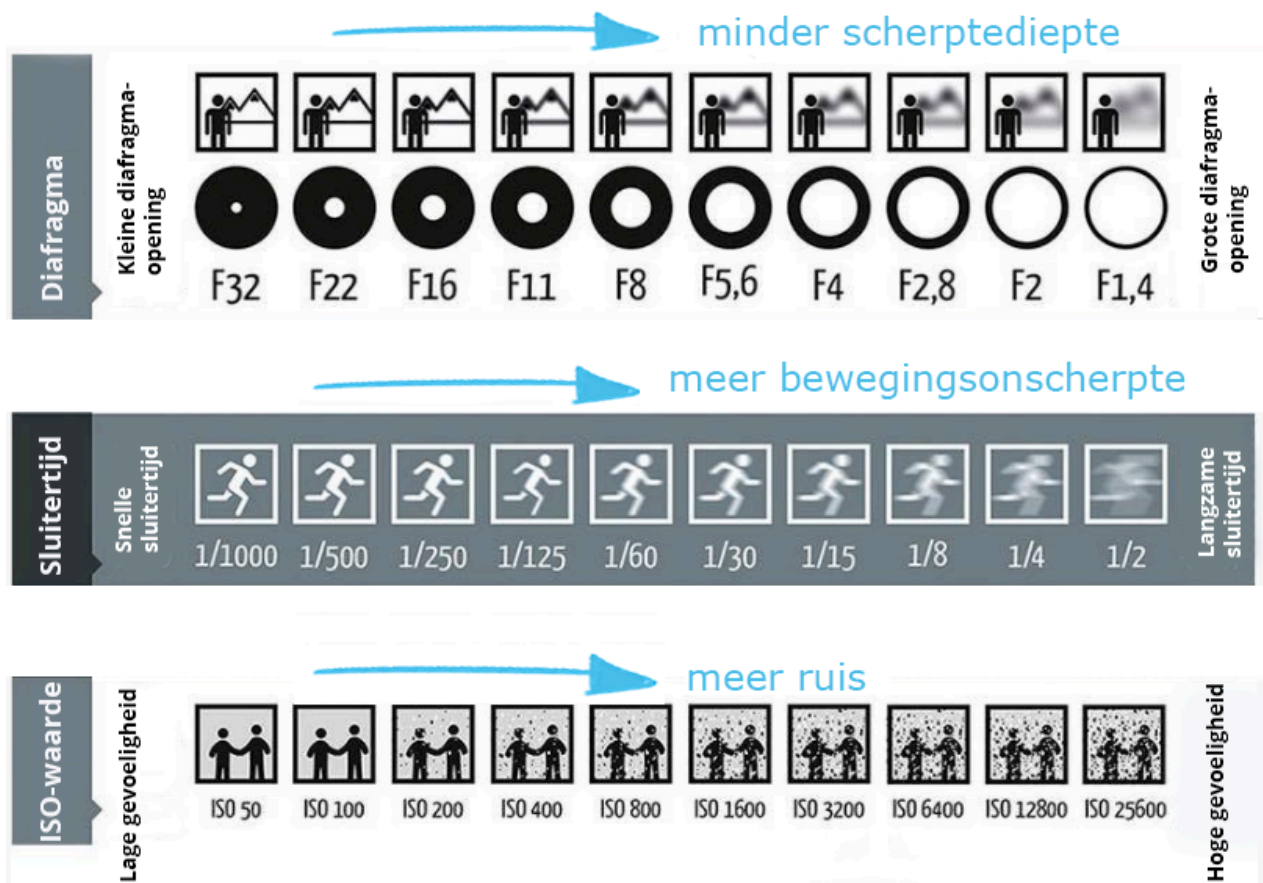 minder scherptediepte
Diafragma
Kleine diafragma-
opening
F32 F22 F16 F11 F8 F5,6 F4 F2,8 F2 F1,4
Grote diafragma-
opening
meer bewegingsonscherpte
Sluitertijd
Snelle
sluitertijd
1/1000 1/500 1/250 1/125 1/60 1/30 1/15 1/8 1/4 1/2
Langzame
sluitertijd
meer ruis
ISO-waarde
Lage gevoeligheid
ISO 50 ISO 100 ISO 200 ISO 400 ISO 800 ISO 1600 ISO 3200 ISO 6400 ISO 12800 ISO 25600
Hoge gevoeligheid